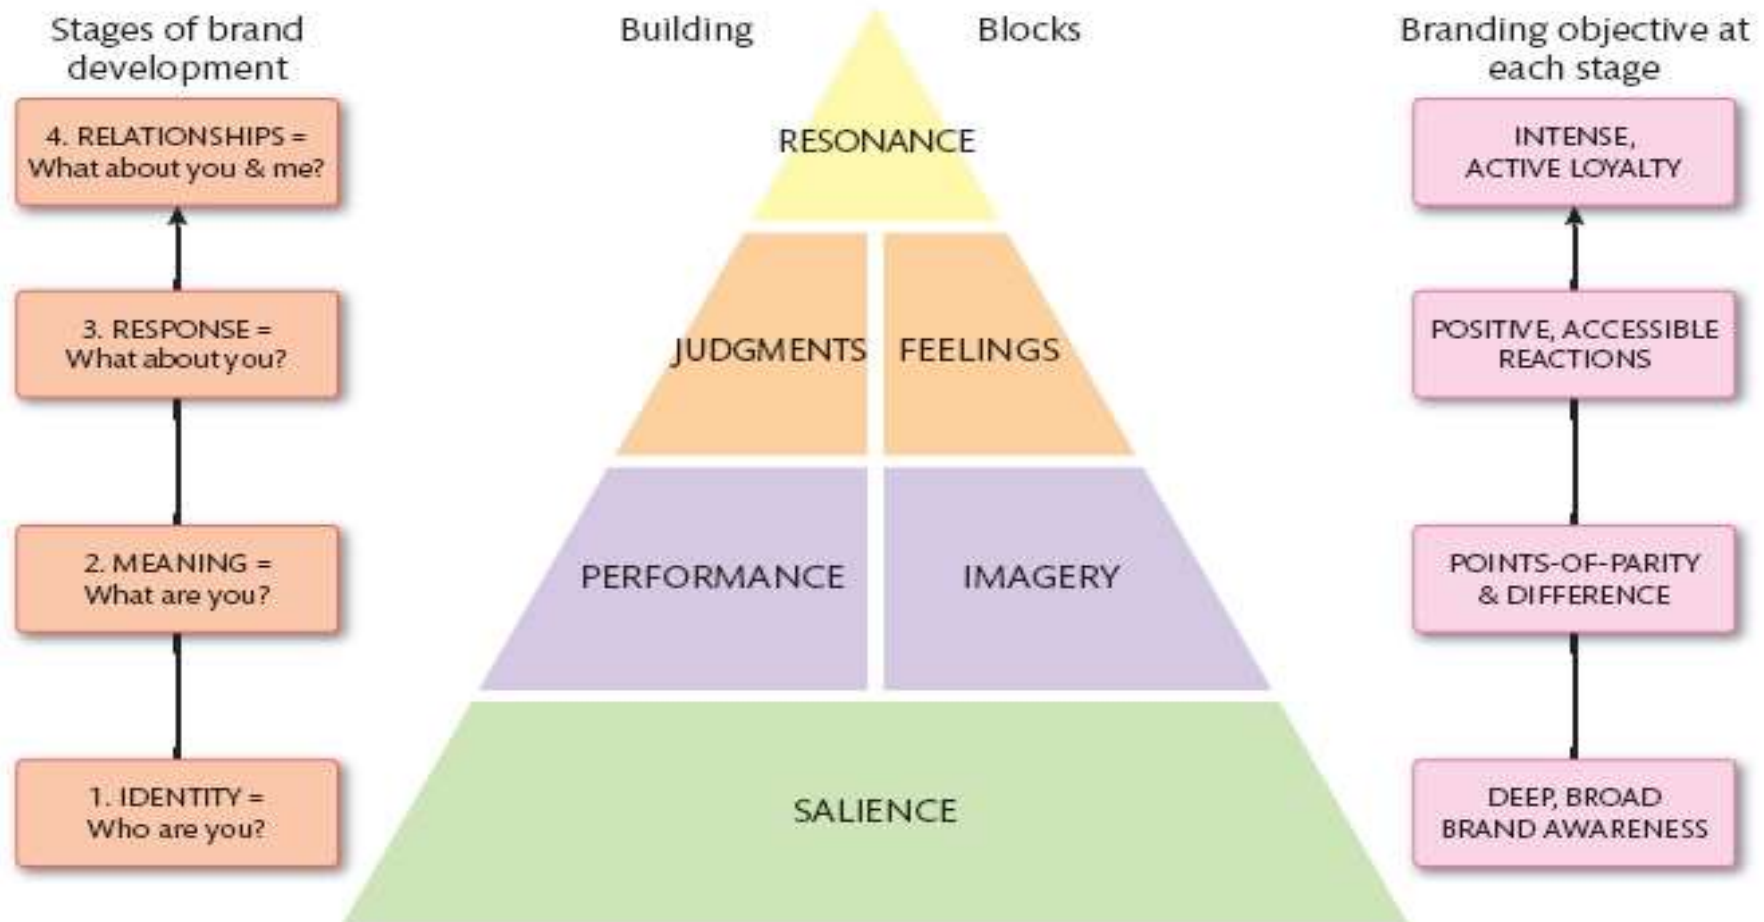 Stages of brand
development
4. RELATIONSHIPS =
What about you & me?
3. RESPONSE =
What about you?
2. MEANING =
What are you?
1. IDENTITY =
Who are you?
Building Blocks
RESONANCE
JUDGMENTS FEELINGS
PERFORMANCE IMAGERY
SALIENCE
Branding objective at
each stage
INTENSE,
ACTIVE LOYALTY
POSITIVE, ACCESSIBLE
REACTIONS
POINTS-OF-PARITY
& DIFFERENCE
DEEP, BROAD
BRAND AWARENESS